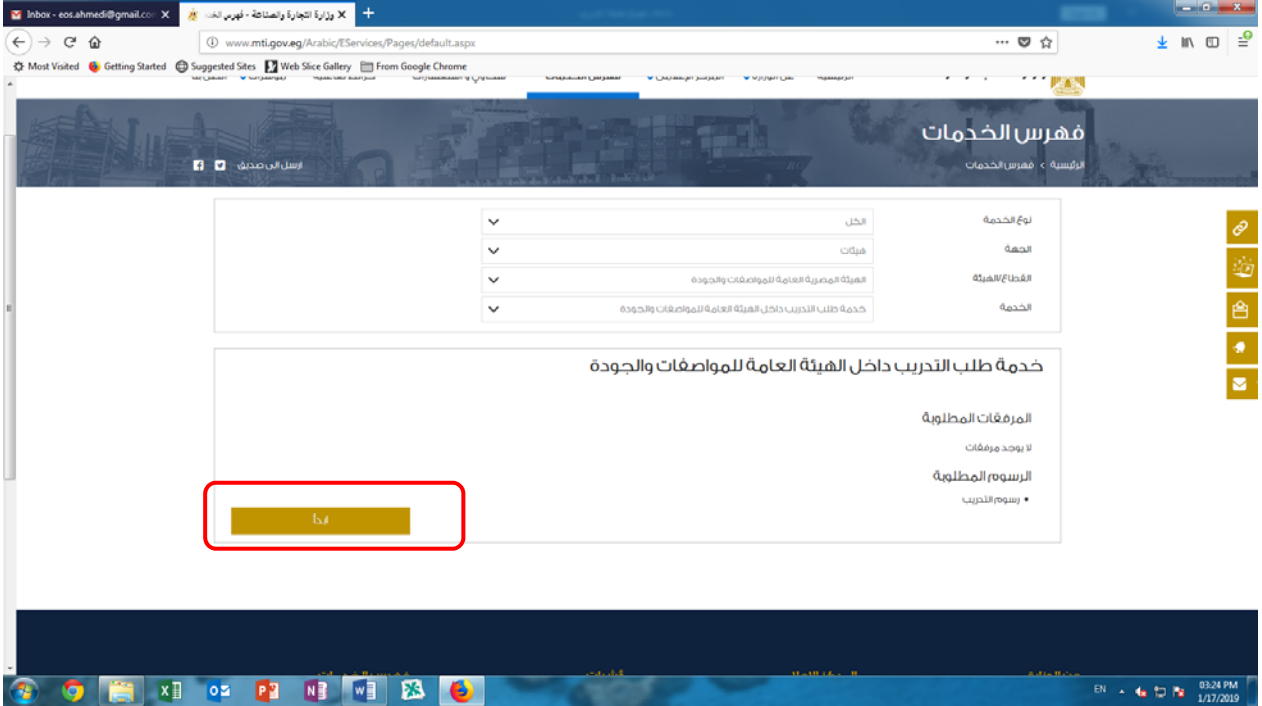 Inbox - eos.ahmedi@gmail.co X
وزارة التجارة والصناعة - فهرس الخد X
www.mti.gov.eg/Arabic/EServices/Pages/default.aspx
Most Visited Getting Started Suggested Sites Web Slice Gallery From Google Chrome
فهرس الخدمات
الرئيسية > فهرس الخدمات
ارسل الى صديق
نوع الخدمة الكل
الجهة هيئات
القطاع/الهيئة الهيئة المصرية العامة للمواصفات والجودة
الخدمة خدمة طلب التدريب داخل الهيئة العامة للمواصفات والجودة
خدمة طلب التدريب داخل الهيئة العامة للمواصفات والجودة
المرفقات المطلوبة
لا يوجد مرفقات
الرسوم المطلوبة
• رسوم التدريب
ابدأ
EN
03:24 PM
1/17/2019